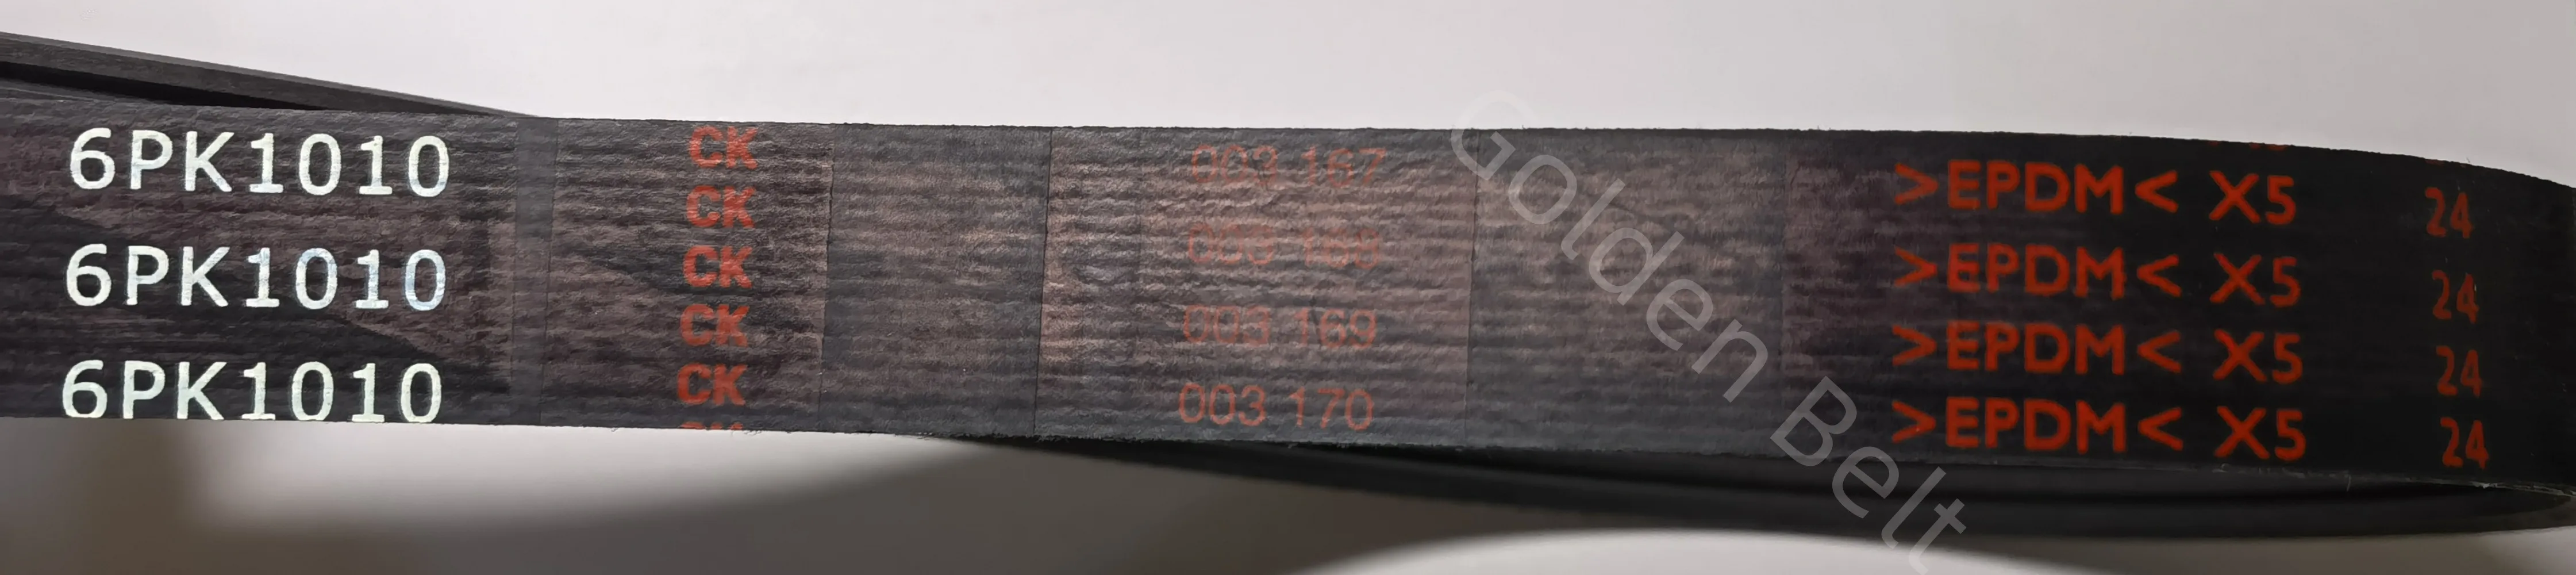 6PK1010 CK 003 167 >EPDM< X5 24
CK
6PK1010 CK 003 168 >EPDM< X5 24
CK 003 169 >EPDM< X5 24
6PK1010 CK 003 170 >EPDM< X5 24
Golden Belt